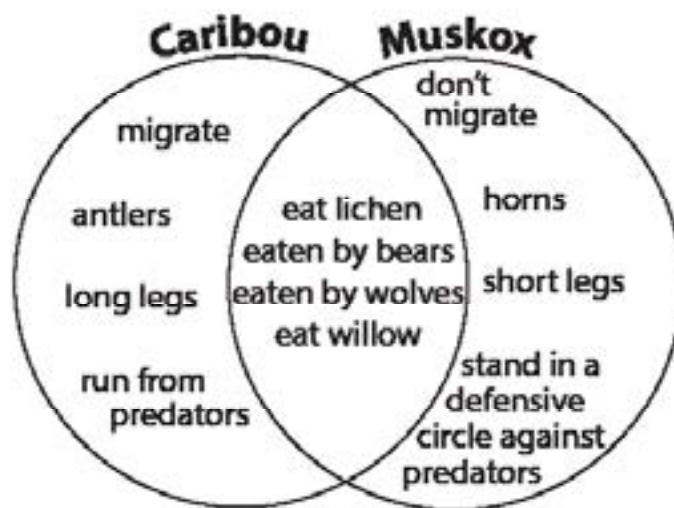 Caribou
Muskox
migrate
antlers
long legs
run from
predators
eat lichen
eaten by bears
eaten by wolves
eat willow
don't
migrate
horns
short legs
stand in a
defensive
circle against
predators